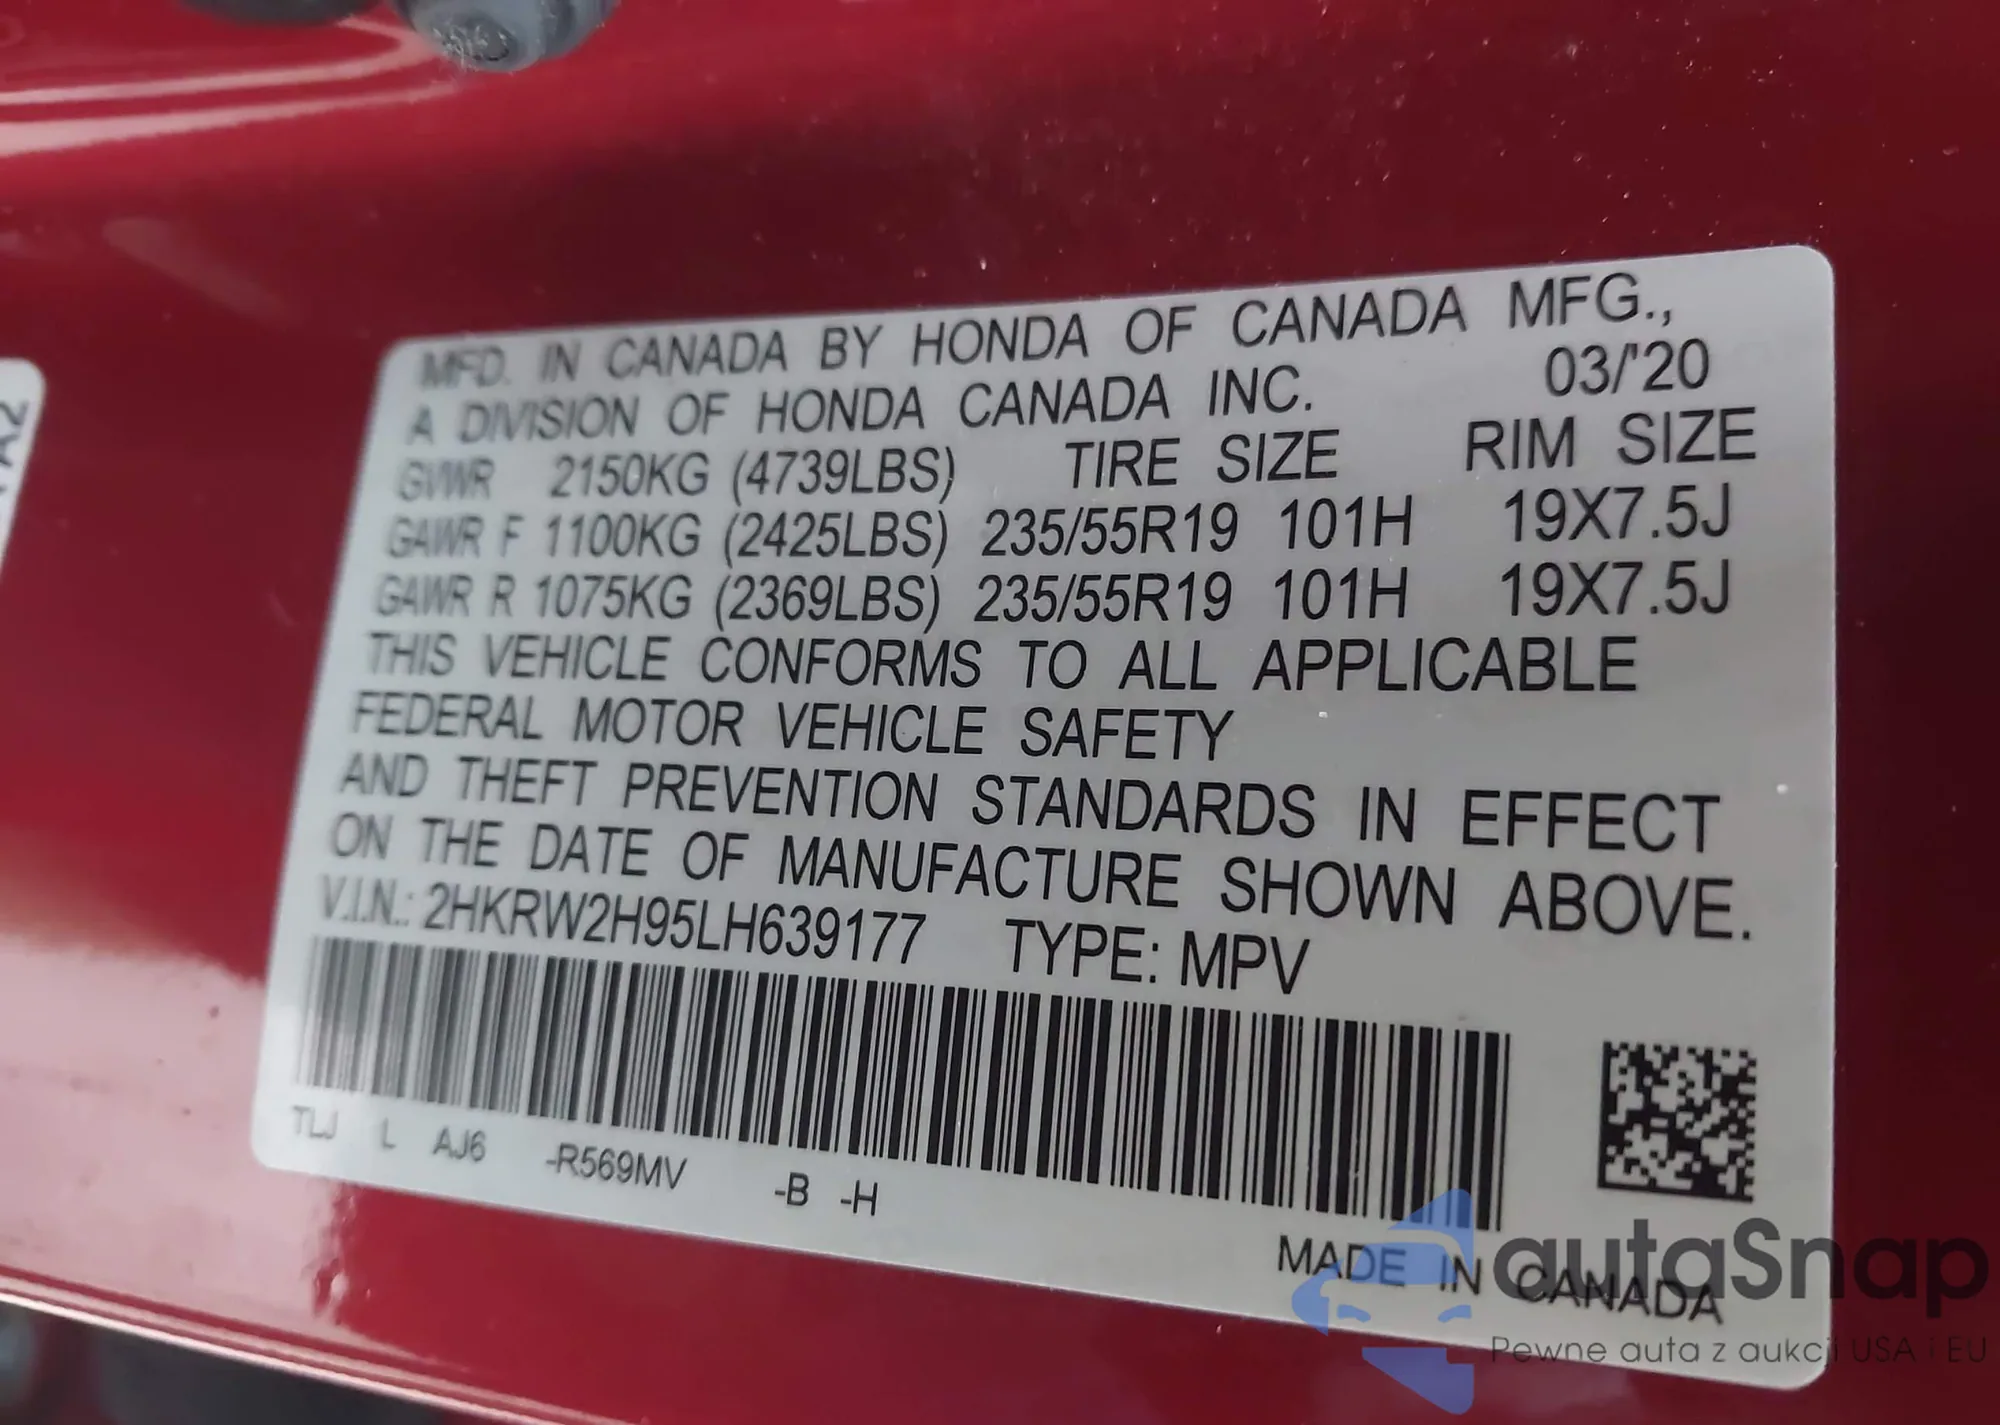 MFD. IN CANADA BY HONDA OF CANADA MFG.,
A DIVISION OF HONDA CANADA INC. 03/'20
GVWR 2150KG (4739LBS) TIRE SIZE RIM SIZE
GAWR F 1100KG (2425LBS) 235/55R19 101H 19X7.5J
GAWR R 1075KG (2369LBS) 235/55R19 101H 19X7.5J
THIS VEHICLE CONFORMS TO ALL APPLICABLE
FEDERAL MOTOR VEHICLE SAFETY
AND THEFT PREVENTION STANDARDS IN EFFECT
ON THE DATE OF MANUFACTURE SHOWN ABOVE.
V.I.N.: 2HKRW2H95LH639177 TYPE: MPV
TLJ L AJ6 -R569MV -B -H
MADE IN CANADA
autaSnap
Pewne auta z aukcji USA i EU